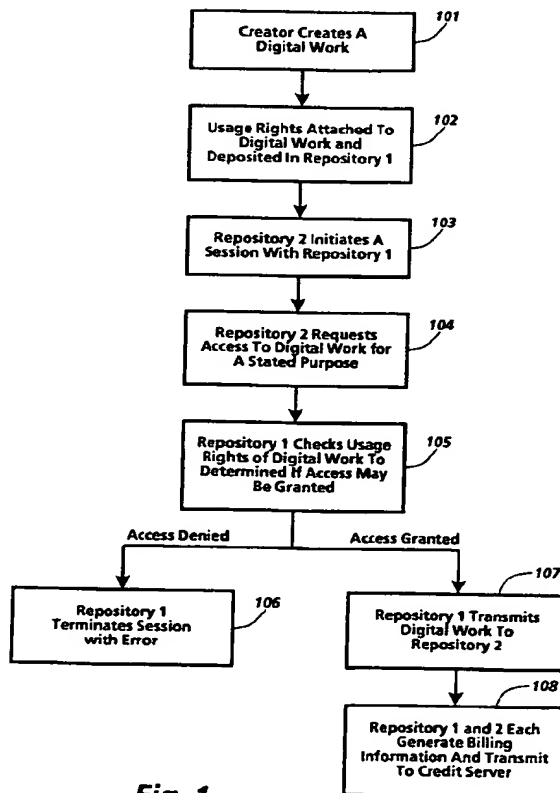 101
Creator Creates A
Digital Work
102
Usage Rights Attached To
Digital Work and
Deposited In Repository 1
103
Repository 2 Initiates A
Session With Repository 1
104
Repository 2 Requests
Access To Digital Work for
A Stated Purpose
105
Repository 1 Checks Usage
Rights of Digital Work To
Determined If Access May
Be Granted
Access Denied
Access Granted
106
Repository 1
Terminates Session
with Error
107
Repository 1 Transmits
Digital Work To
Repository 2
108
Repository 1 and 2 Each
Generate Billing
Information And Transmit
To Credit Server
Fig. 1